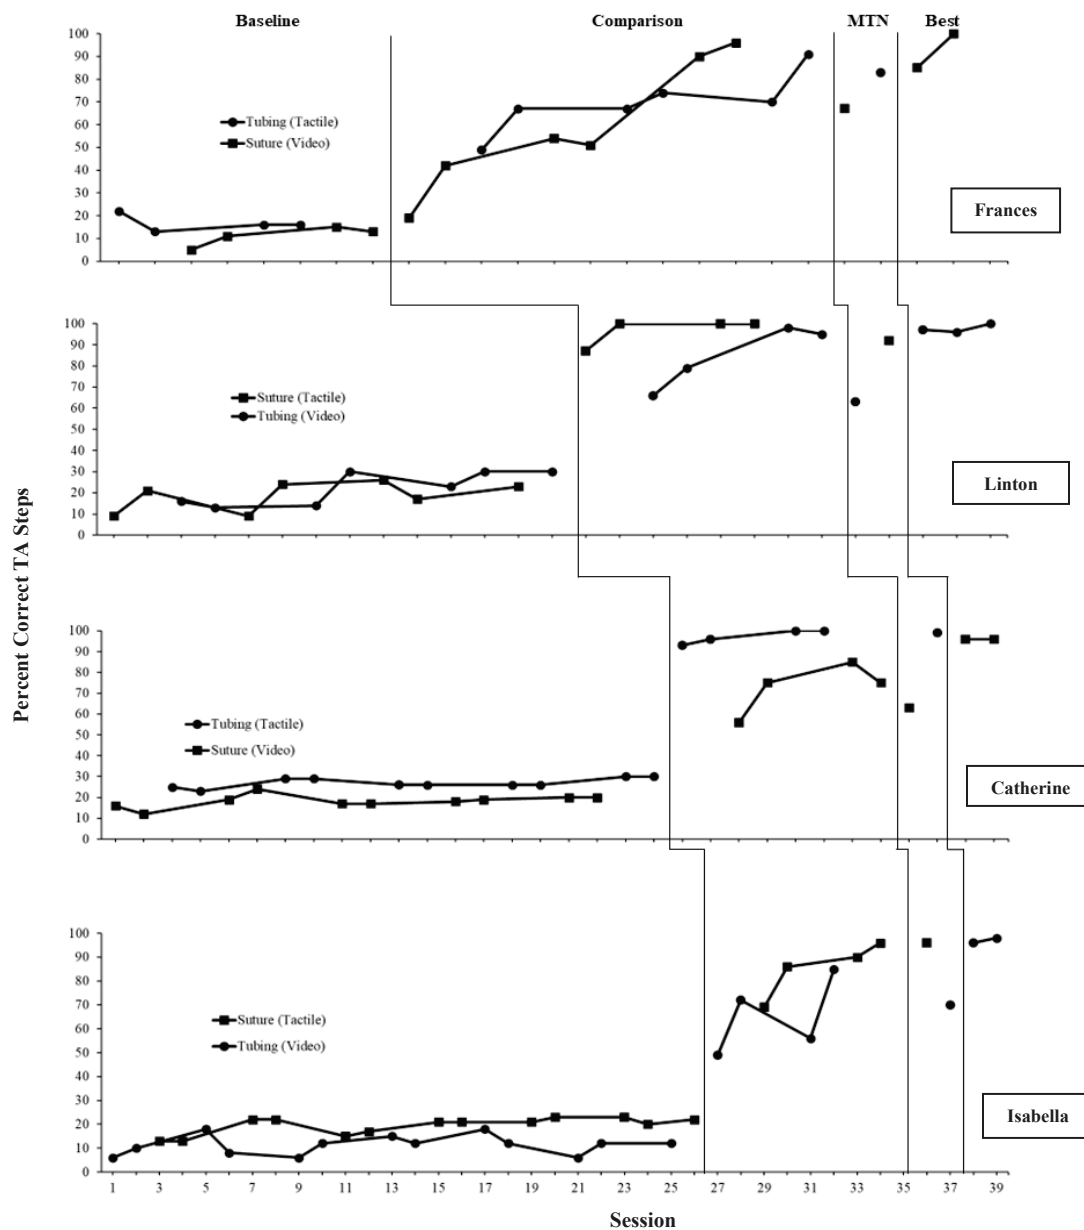 Baseline Comparison MTN Best
100
90
80
70
60
50
40
30
20
10
0
Tubing (Tactile)
Suture (Video)
Frances
100
90
80
70
60
50
40
30
20
10
0
Suture (Tactile)
Tubing (Video)
Linton
Percent Correct TA Steps
100
90
80
70
60
50
40
30
20
10
0
Tubing (Tactile)
Suture (Video)
Catherine
100
90
80
70
60
50
40
30
20
10
0
Suture (Tactile)
Tubing (Video)
Isabella
1 3 5 7 9 11 13 15 17 19 21 23 25 27 29 31 33 35 37 39
Session